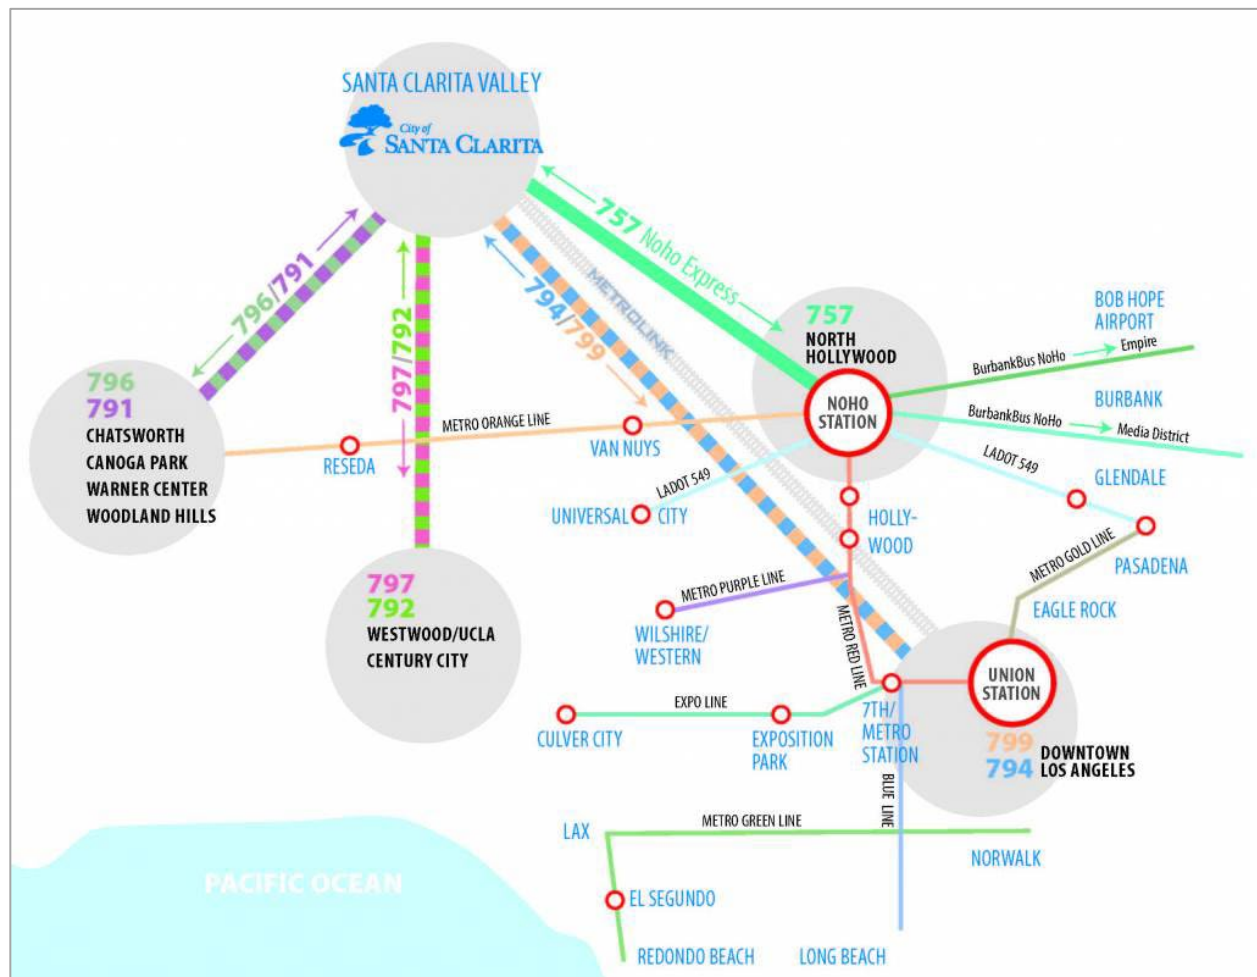 SANTA CLARITA VALLEY
City of
SANTA CLARITA
757 Noho Express
METROLINK
796/791
797/792
794/799
757
NORTH
HOLLYWOOD
NOHO
STATION
BOB HOPE
AIRPORT
BurbankBus NoHo
Empire
BURBANK
BurbankBus NoHo
Media District
LADOT 549
GLENDALE
796
791
CHATSWORTH
CANOGA PARK
WARNER CENTER
WOODLAND HILLS
METRO ORANGE LINE
RESEDA
VAN NUYS
LADOT 549
UNIVERSAL CITY
HOLLY-
WOOD
METRO GOLD LINE
PASADENA
EAGLE ROCK
797
792
WESTWOOD/UCLA
CENTURY CITY
METRO PURPLE LINE
WILSHIRE/
WESTERN
METRO RED LINE
UNION
STATION
EXPO LINE
CULVER CITY
EXPOSITION
PARK
7TH/
METRO
STATION
799
794
DOWNTOWN
LOS ANGELES
BLUE LINE
LAX
METRO GREEN LINE
NORWALK
PACIFIC OCEAN
EL SEGUNDO
REDONDO BEACH
LONG BEACH